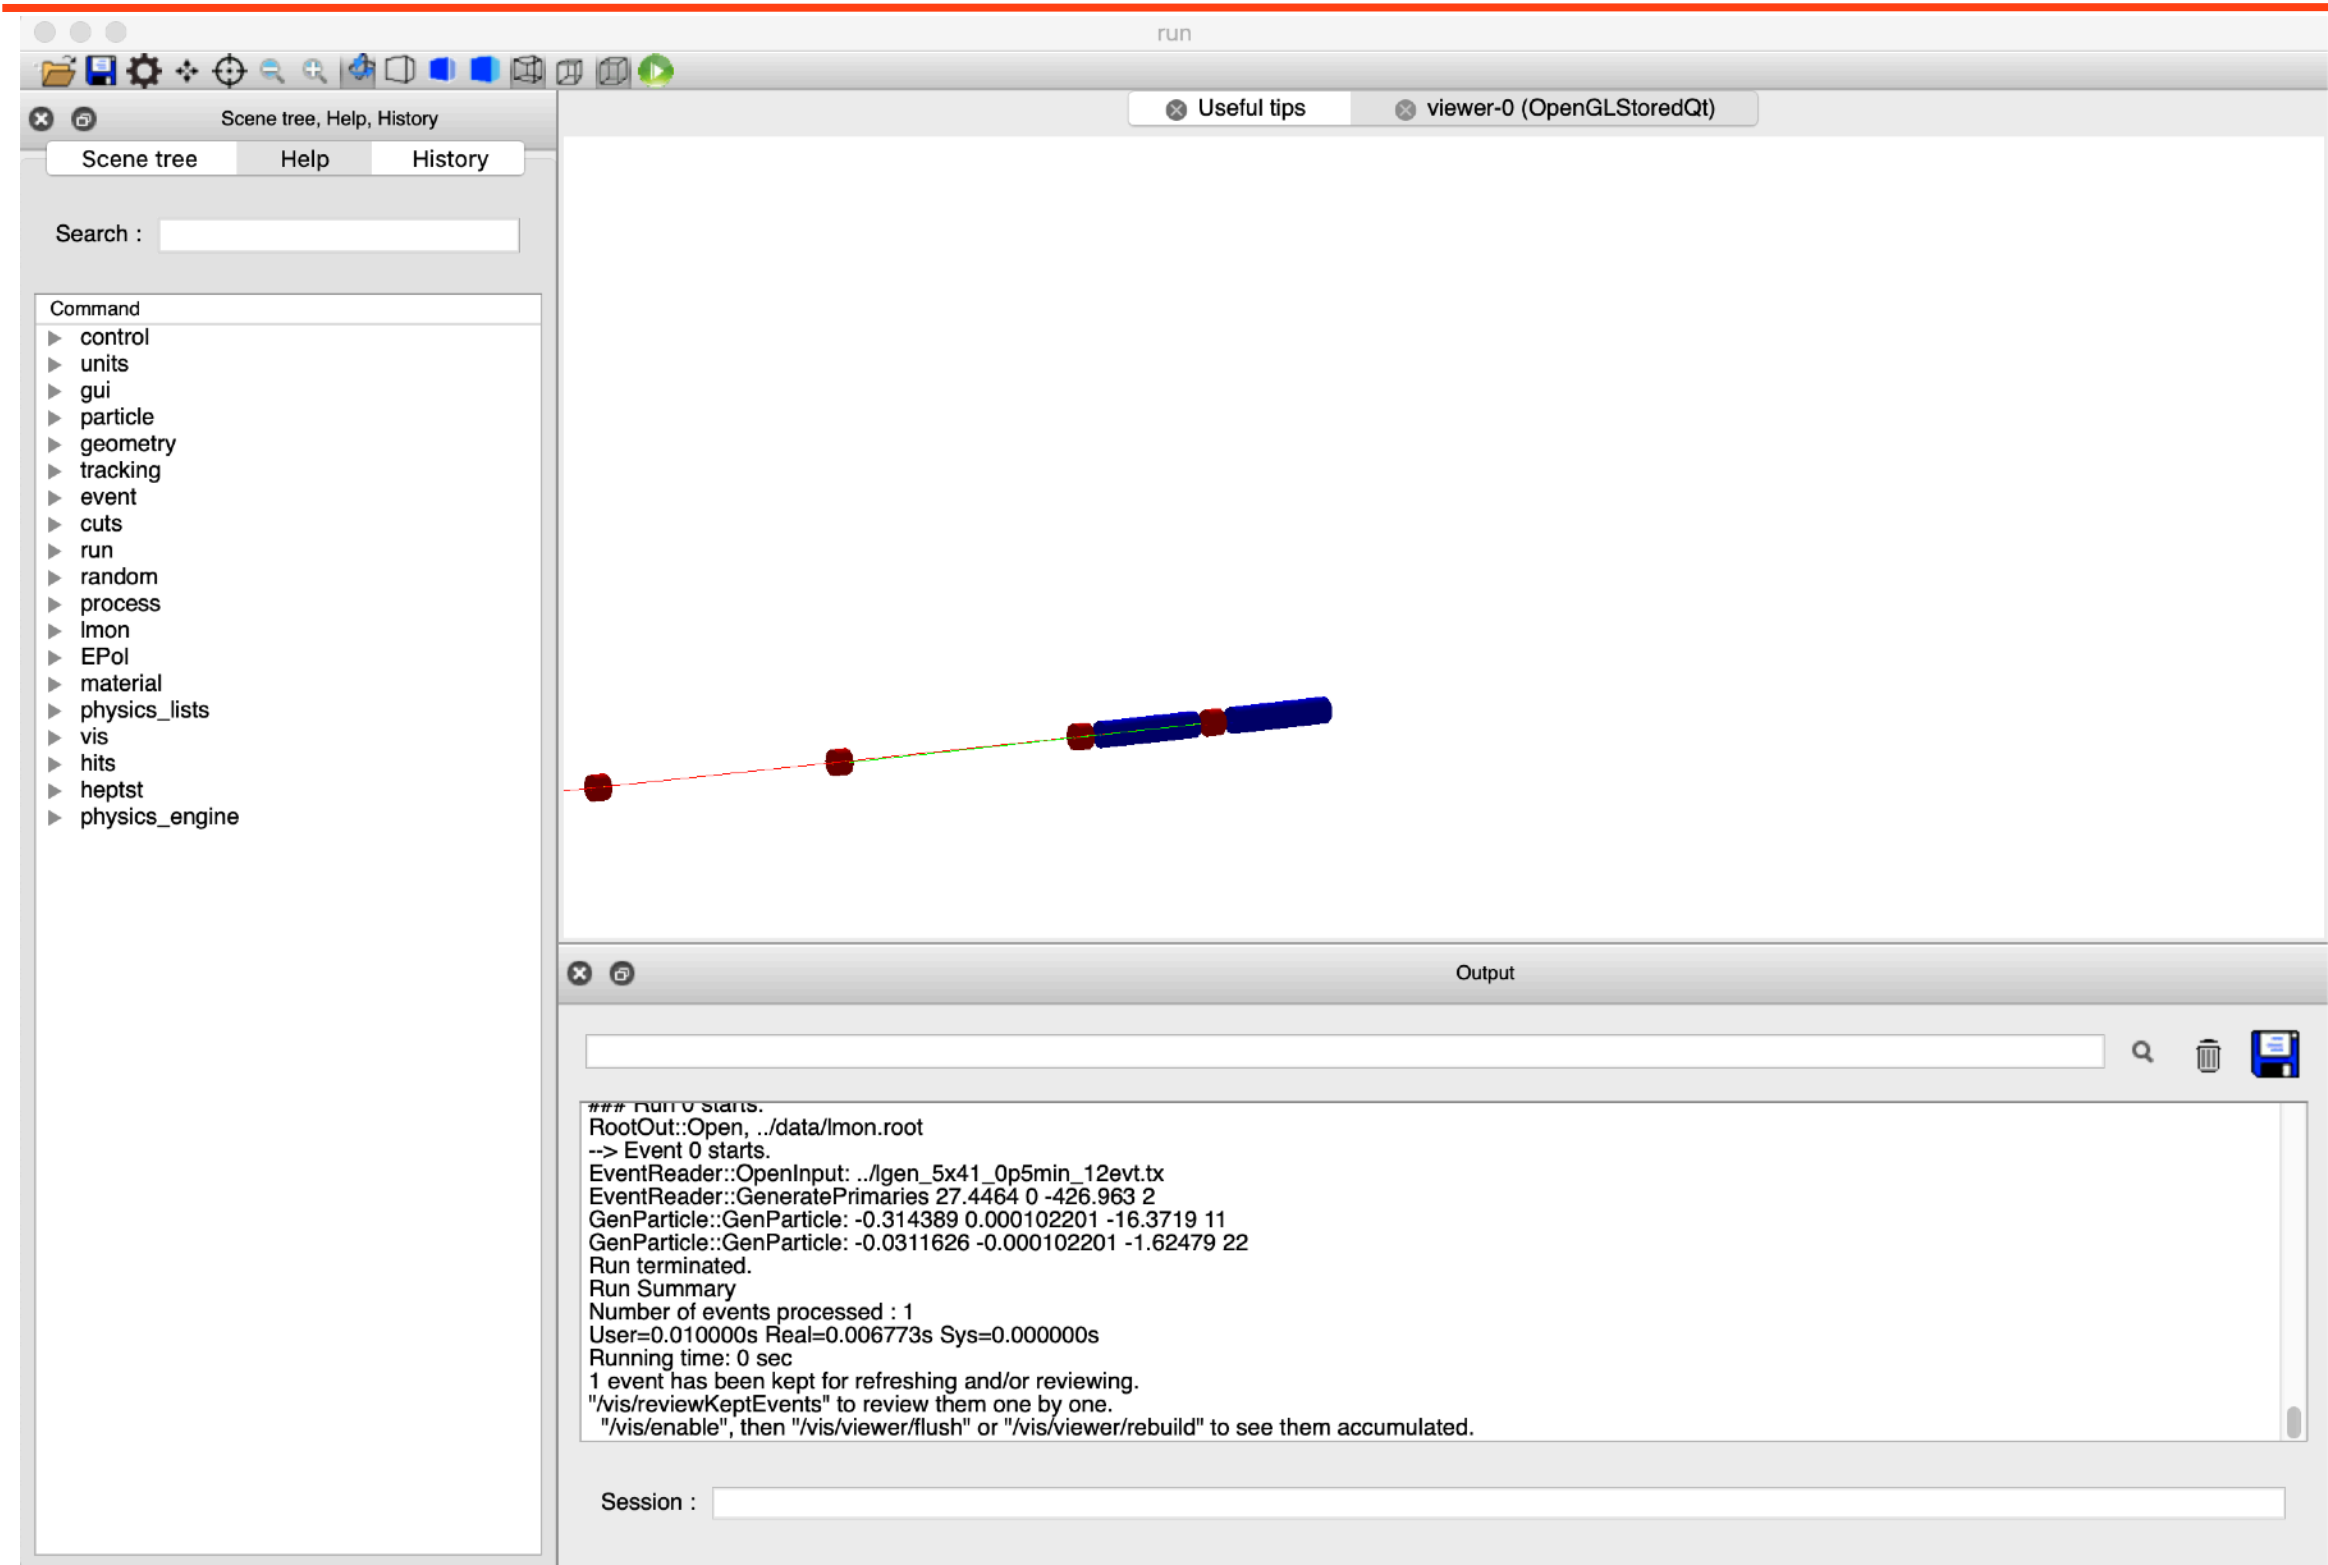 run
Scene tree, Help, History
Scene tree Help History
Search :
Command
control
units
gui
particle
geometry
tracking
event
cuts
run
random
process
lmon
EPol
material
physics_lists
vis
hits
heptst
physics_engine
Useful tips viewer-0 (OpenGLStoredQt)
Output
### Run 0 starts.
RootOut::Open, ../data/lmon.root
--> Event 0 starts.
EventReader::OpenInput: ../lgen_5x41_0p5min_12evt.tx
EventReader::GeneratePrimaries 27.4464 0 -426.963 2
GenParticle::GenParticle: -0.314389 0.000102201 -16.3719 11
GenParticle::GenParticle: -0.0311626 -0.000102201 -1.62479 22
Run terminated.
Run Summary
Number of events processed : 1
User=0.010000s Real=0.006773s Sys=0.000000s
Running time: 0 sec
1 event has been kept for refreshing and/or reviewing.
"/vis/reviewKeptEvents" to review them one by one.
"/vis/enable", then "/vis/viewer/flush" or "/vis/viewer/rebuild" to see them accumulated.
Session :